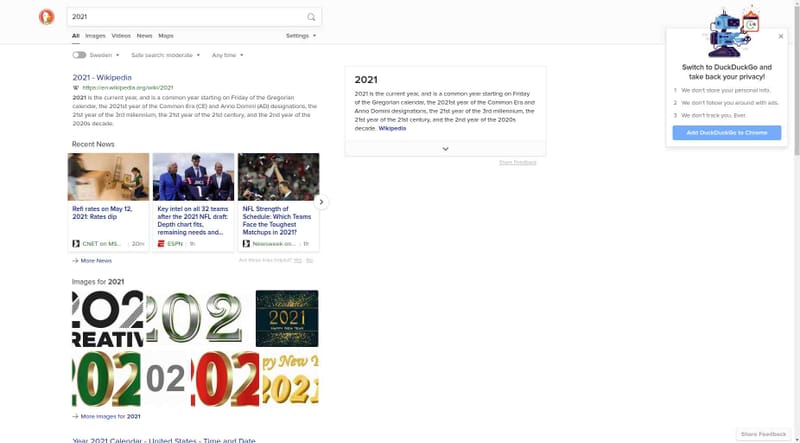 2021
All Images Videos News Maps Settings
Sweden Safe search: moderate Any time
2021 - Wikipedia
https://en.wikipedia.org/wiki/2021
2021 is the current year, and is a common year starting on Friday of the Gregorian
calendar, the 2021st year of the Common Era (CE) and Anno Domini (AD) designations, the
21st year of the 3rd millennium, the 21st year of the 21st century, and the 2nd year of the
2020s decade.
Recent News
Refi rates on May 12,
2021: Rates dip
CNET on MS... | 20m
Key intel on all 32 teams
after the 2021 NFL draft:
Depth chart fits,
remaining needs and...
ESPN | 1h
NFL Strength of
Schedule: Which Teams
Face the Toughest
Matchups in 2021?
Newsweek on... | 1h
→ More News
Are these links helpful? Yes No
Images for 2021
202
REATIV
202
2021
HAPPY NEW YEAR
02
02
02
py New Y
2021
→ More Images for 2021
Year 2021 Calendar - United States - Time and Date
2021
2021 is the current year, and is a common year starting on Friday
of the Gregorian calendar, the 2021st year of the Common Era and
Anno Domini designations, the 21st year of the 3rd millennium, the
21st year of the 21st century, and the 2nd year of the 2020s
decade. Wikipedia
Share Feedback
Switch to DuckDuckGo and
take back your privacy!
1 We don't store your personal info.
2 We don't follow you around with ads.
3 We don't track you. Ever.
Add DuckDuckGo to Chrome
Share Feedback